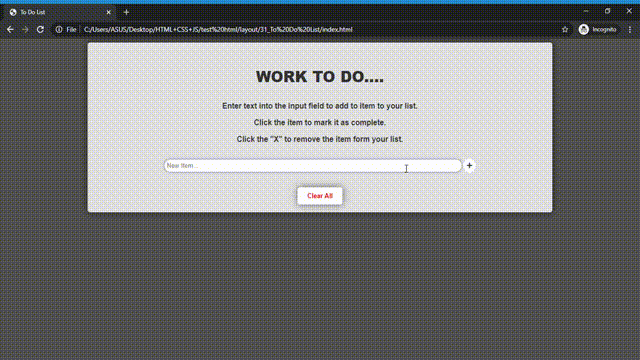 To Do List
File
C:/Users/ASUS/Desktop/HTML+CSS+JS/test%20html/layout/31_To%20Do%20List/index.html
Incognito
WORK TO DO....
Enter text into the input field to add to item to your list.
Click the item to mark it as complete.
Click the "X" to remove the item form your list.
New Item...
+
Clear All